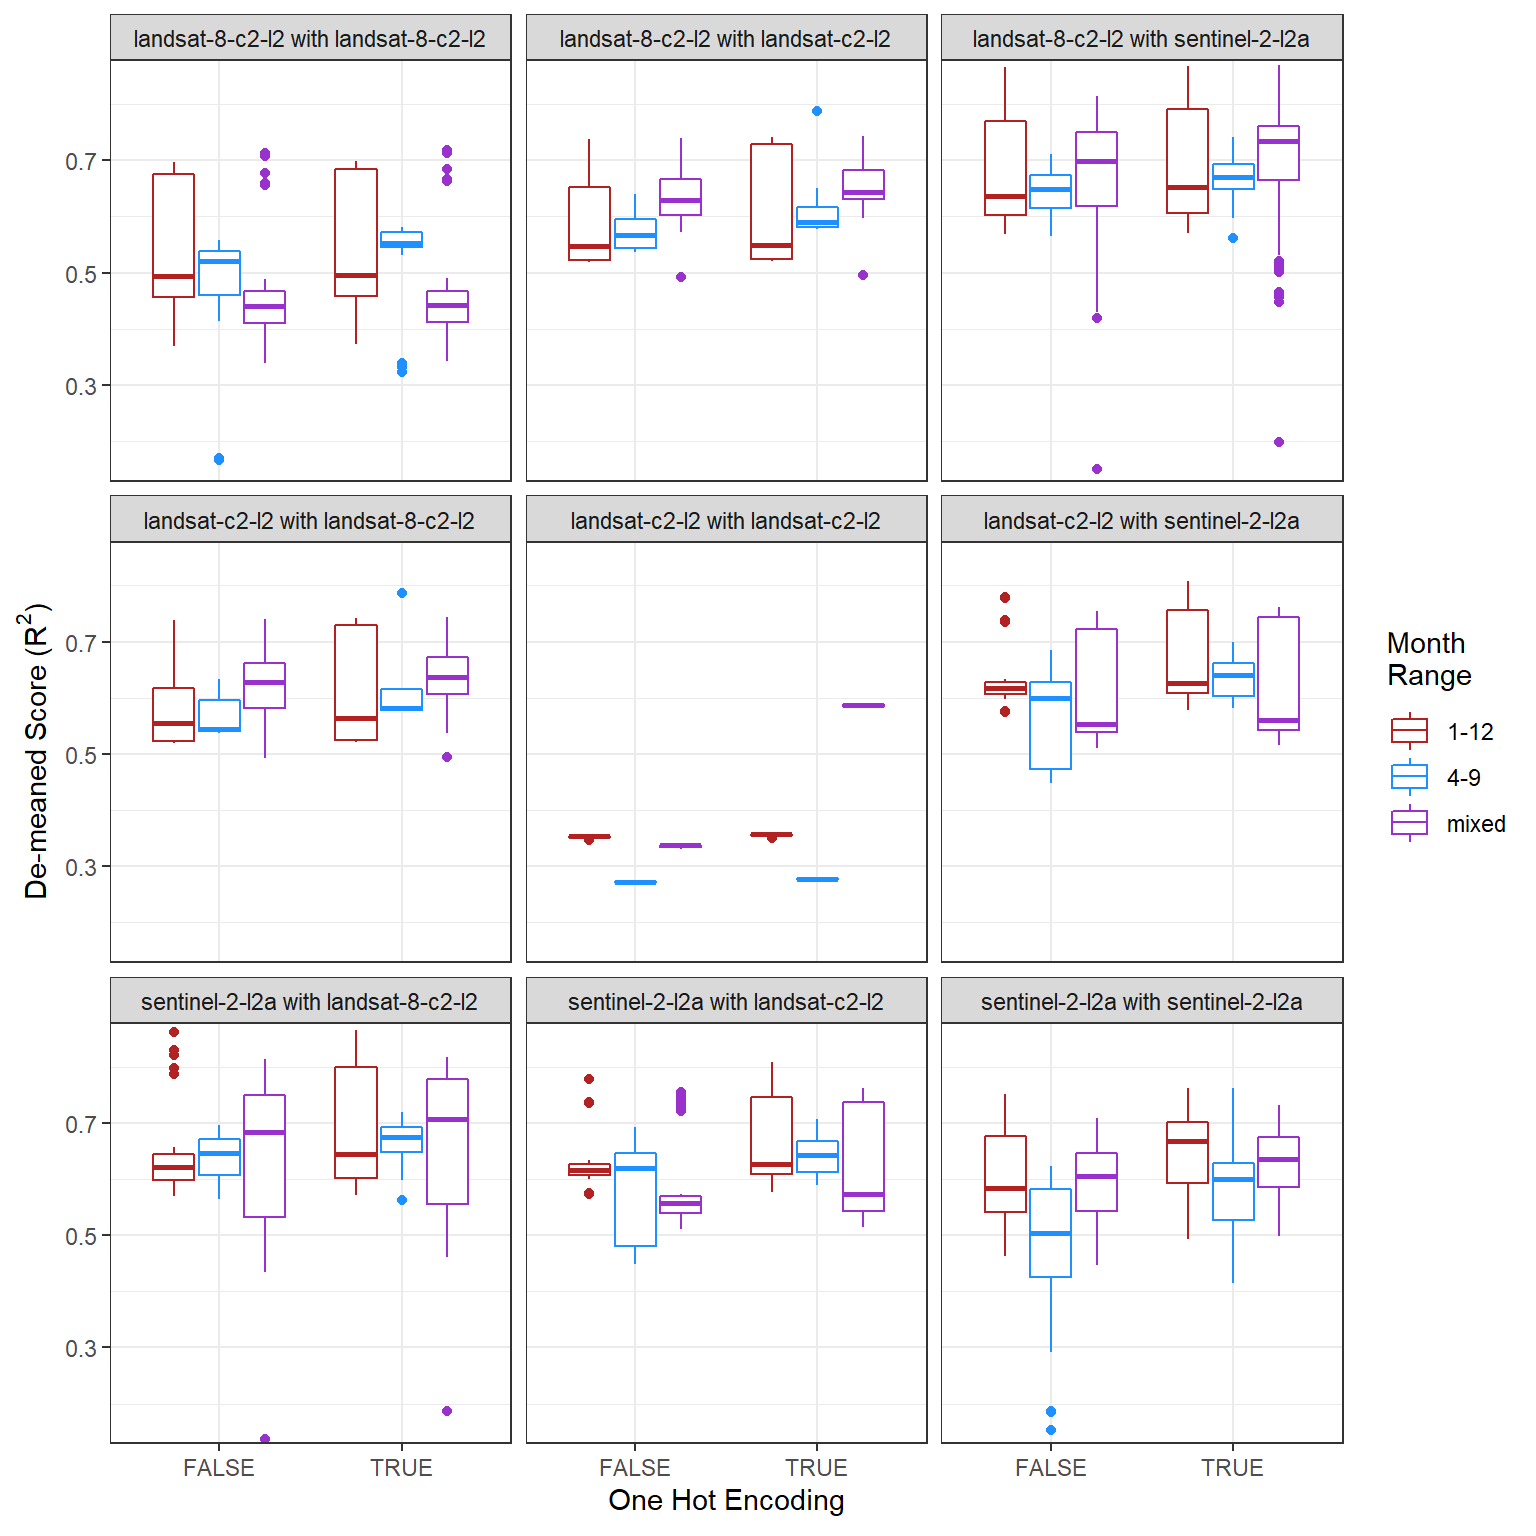 landsat-8-c2-l2 with landsat-8-c2-l2
landsat-8-c2-l2 with landsat-c2-l2
landsat-8-c2-l2 with sentinel-2-l2a
0.7
0.5
0.3
landsat-c2-l2 with landsat-8-c2-l2
landsat-c2-l2 with landsat-c2-l2
landsat-c2-l2 with sentinel-2-l2a
0.7
0.5
0.3
De-meaned Score (R²)
Month
Range
1-12
4-9
mixed
sentinel-2-l2a with landsat-8-c2-l2
sentinel-2-l2a with landsat-c2-l2
sentinel-2-l2a with sentinel-2-l2a
0.7
0.5
0.3
FALSE
TRUE
FALSE
TRUE
FALSE
TRUE
One Hot Encoding